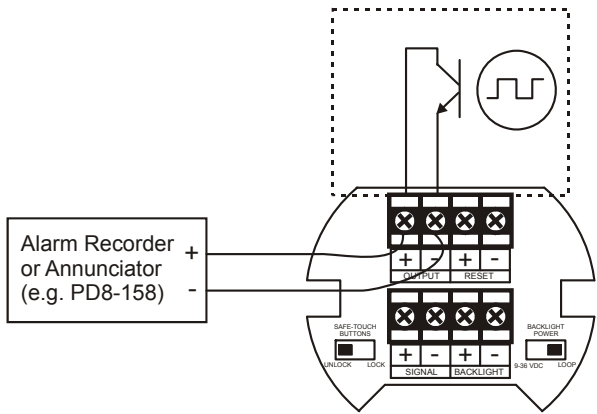 Alarm Recorder +
or Annunciator
(e.g. PD8-158) -
+ - + -
OUTPUT RESET
SAFE-TOUCH
BUTTONS
UNLOCK LOCK
+ - + -
SIGNAL BACKLIGHT
BACKLIGHT
POWER
9-36 VDC LOOP